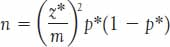 n = (z*/m)² p*(1 − p*)